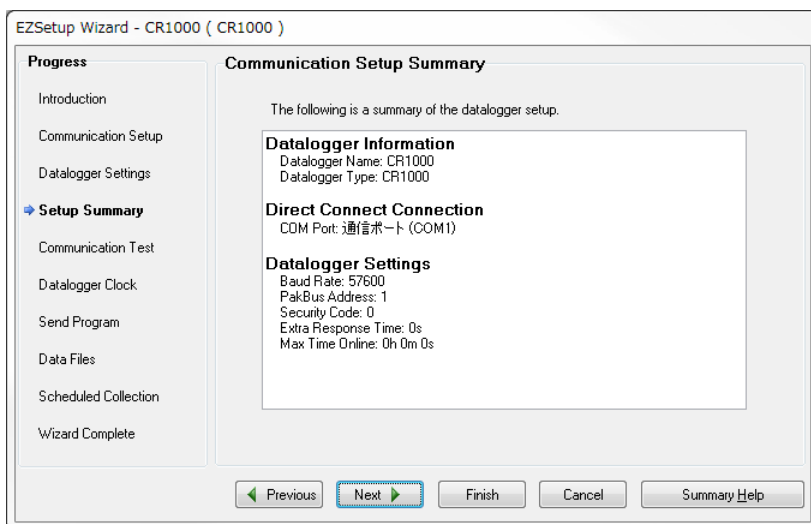 EZSetup Wizard - CR1000 ( CR1000 )
Progress
Introduction
Communication Setup
Datalogger Settings
Setup Summary
Communication Test
Datalogger Clock
Send Program
Data Files
Scheduled Collection
Wizard Complete
Communication Setup Summary
The following is a summary of the datalogger setup.
Datalogger Information
Datalogger Name: CR1000
Datalogger Type: CR1000
Direct Connect Connection
COM Port: 通信ポート (COM1)
Datalogger Settings
Baud Rate: 57600
PakBus Address: 1
Security Code: 0
Extra Response Time: 0s
Max Time Online: 0h 0m 0s
Previous
Next
Finish
Cancel
Summary Help